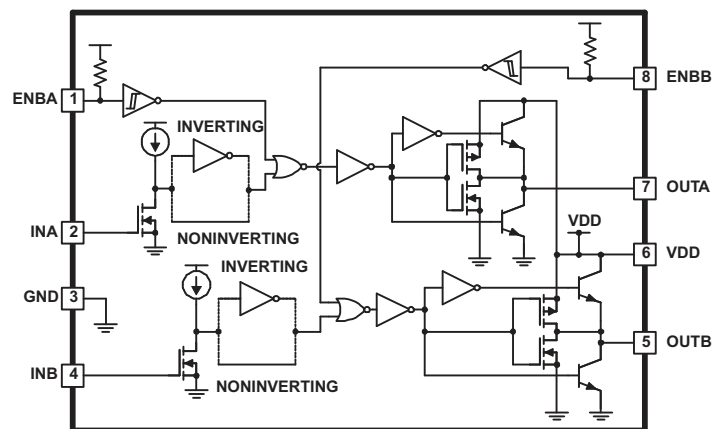 ENBA 1
8 ENBB
INVERTING
7 OUTA
INA 2
VDD
NONINVERTING
6 VDD
INVERTING
GND 3
5 OUTB
INB 4
NONINVERTING